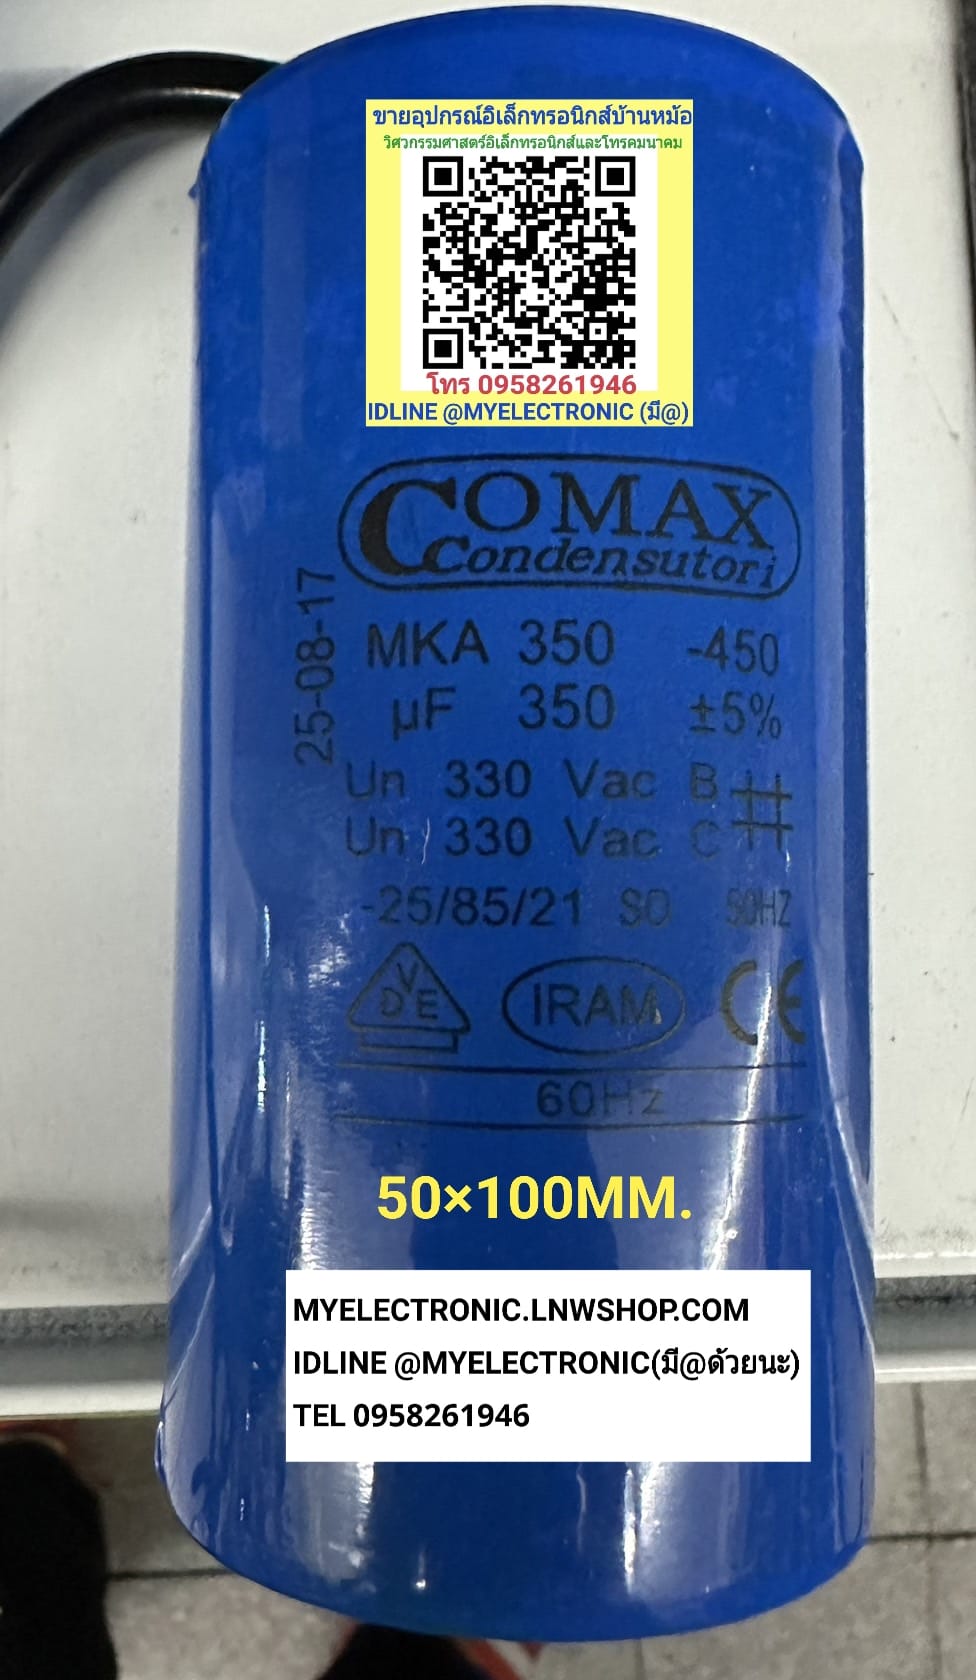 ขายอุปกรณ์อิเล็กทรอนิกส์บ้านหม้อ
วิศวกรรมศาสตร์อิเล็กทรอนิกส์และโทรคมนาคม
โทร 0958261946
IDLINE @MYELECTRONIC (มี@)
COMAX
Condensutori
25-08-17
MKA 350 -450
µF 350 ±5%
Un 330 Vac B
Un 330 Vac C
-25/85/21 SO 50HZ
VDE IRAM CE
60Hz
50×100MM.
MYELECTRONIC.LNWSHOP.COM
IDLINE @MYELECTRONIC(มี@ด้วยนะ)
TEL 0958261946